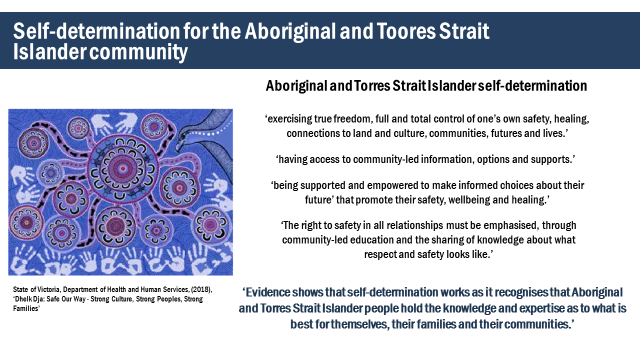 Self-determination for the Aboriginal and Toores Strait
Islander community
Aboriginal and Torres Strait Islander self-determination
‘exercising true freedom, full and total control of one’s own safety, healing,
connections to land and culture, communities, futures and lives.’
‘having access to community-led information, options and supports.’
‘being supported and empowered to make informed choices about their
future’ that promote their safety, wellbeing and healing.’
‘The right to safety in all relationships must be emphasised, through
community-led education and the sharing of knowledge about what
respect and safety looks like.’
State of Victoria, Department of Health and Human Services, (2018),
‘Dhelk Dja: Safe Our Way - Strong Culture, Strong Peoples, Strong
Families’
‘Evidence shows that self-determination works as it recognises that Aboriginal
and Torres Strait Islander people hold the knowledge and expertise as to what is
best for themselves, their families and their communities.’